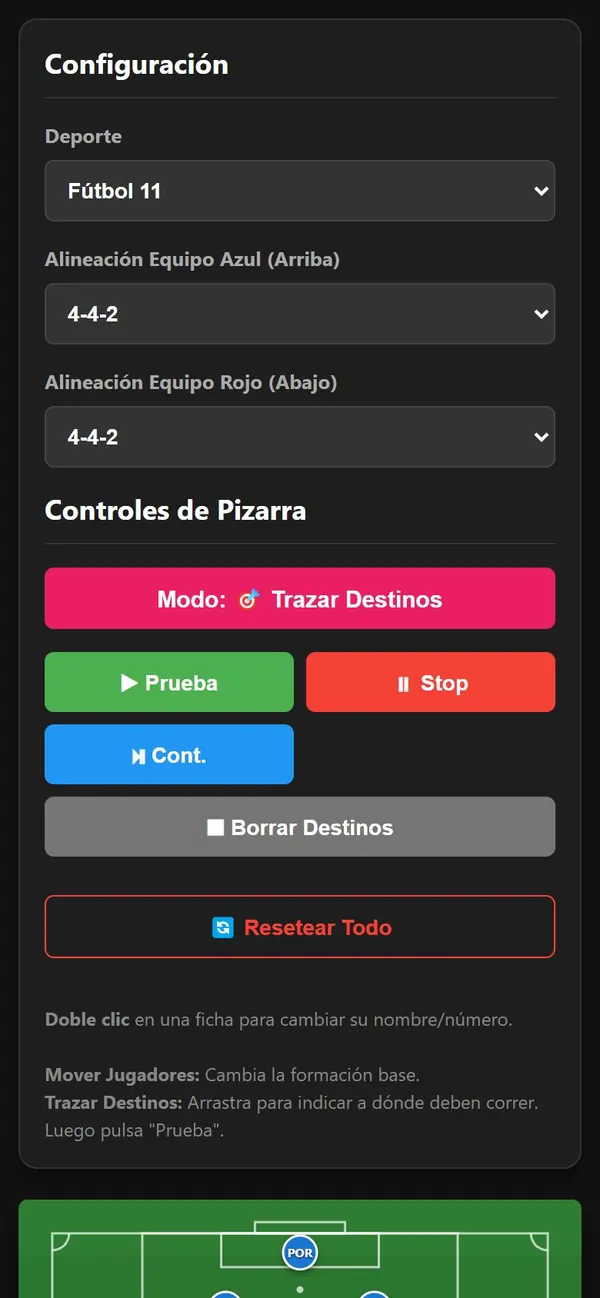 Configuración
Deporte
Fútbol 11
Alineación Equipo Azul (Arriba)
4-4-2
Alineación Equipo Rojo (Abajo)
4-4-2
Controles de Pizarra
Modo: 🎯 Trazar Destinos
▶ Prueba
⏸ Stop
⏯ Cont.
⏹ Borrar Destinos
🔄 Resetear Todo
Doble clic en una ficha para cambiar su nombre/número.
Mover Jugadores: Cambia la formación base.
Trazar Destinos: Arrastra para indicar a dónde deben correr.
Luego pulsa "Prueba".
POR